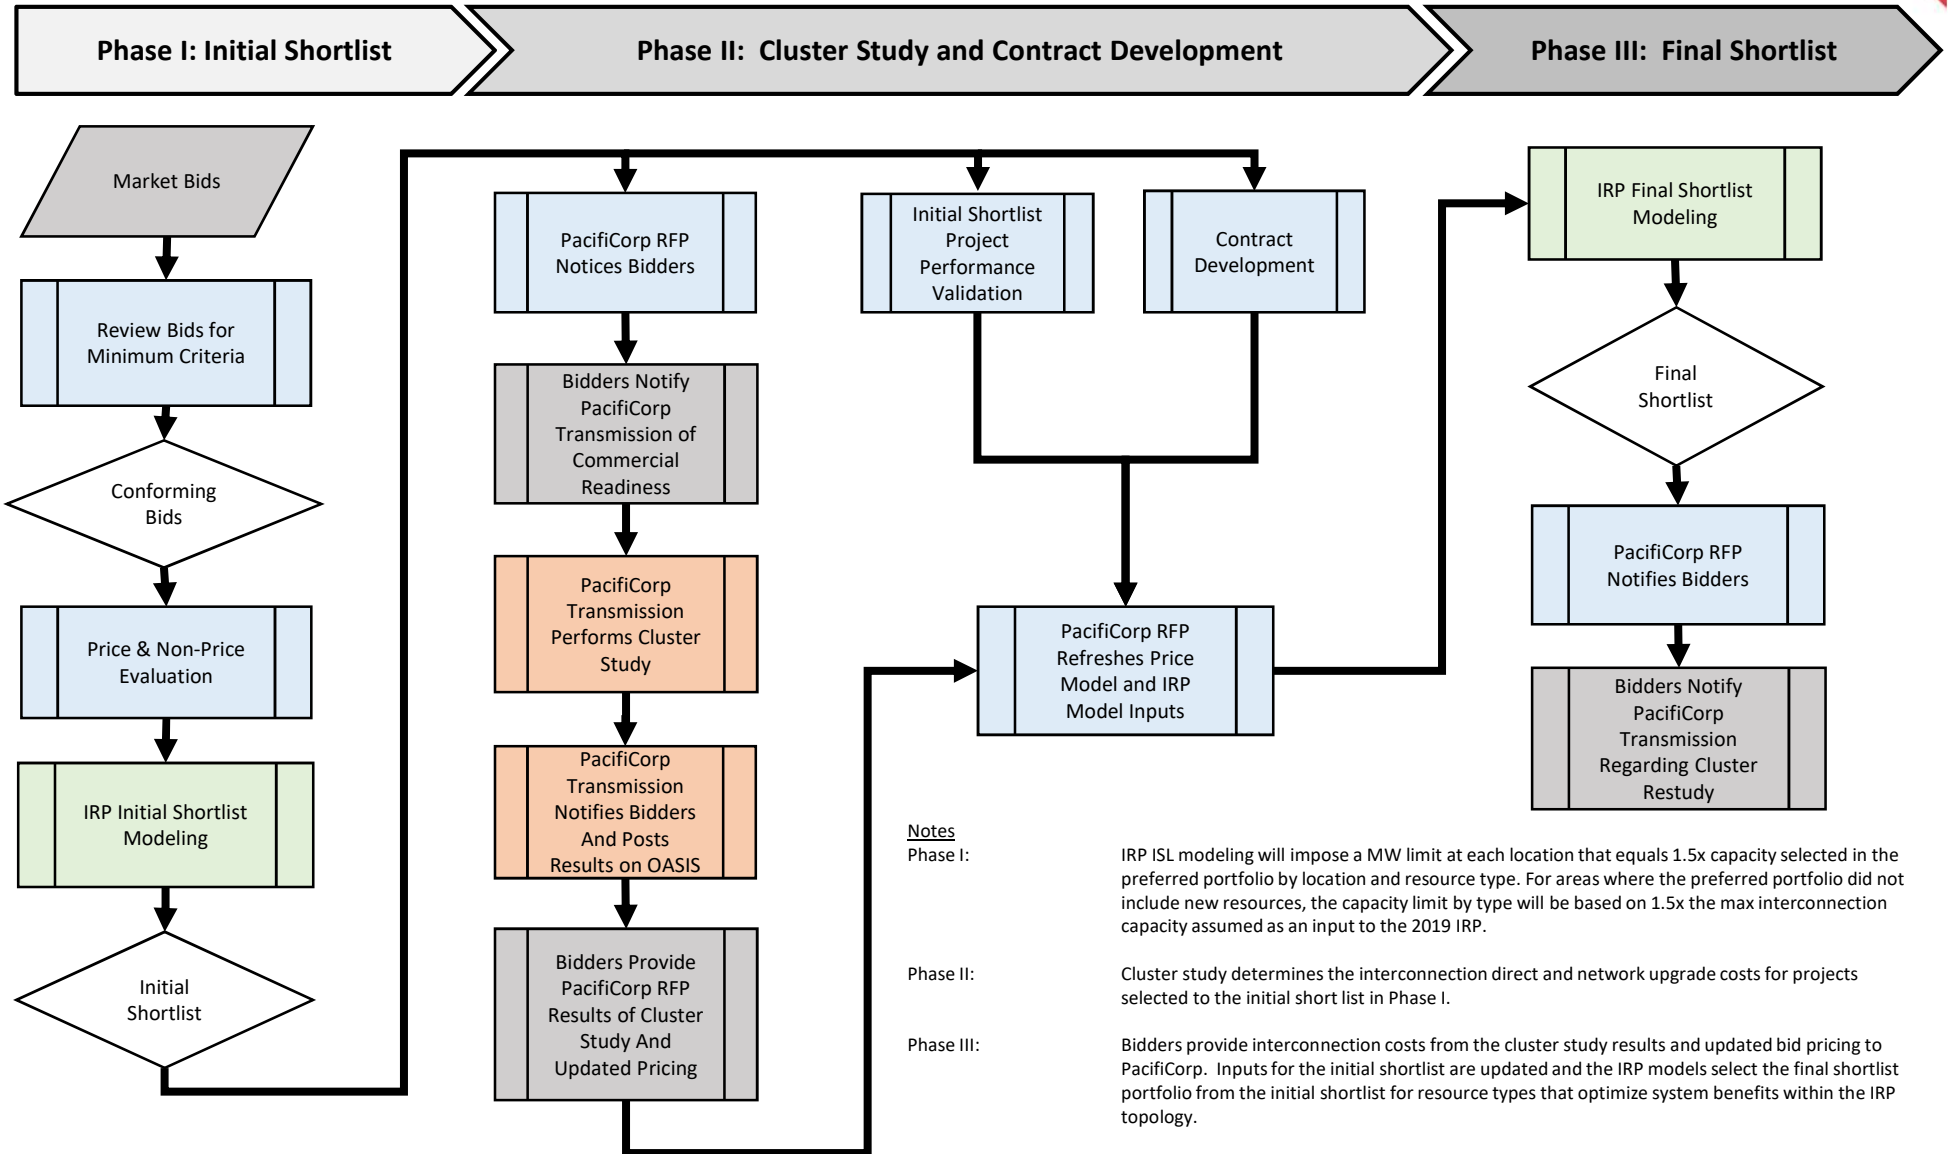 Phase I: Initial Shortlist
Phase II:  Cluster Study and Contract Development
Phase III:  Final Shortlist
Market Bids
Review Bids for
Minimum Criteria
Conforming
Bids
Price & Non-Price
Evaluation
IRP Initial Shortlist
Modeling
Initial
Shortlist
PacifiCorp RFP
Notices Bidders
Bidders Notify
PacifiCorp
Transmission of
Commercial
Readiness
PacifiCorp
Transmission
Performs Cluster
Study
PacifiCorp
Transmission
Notifies Bidders
And Posts
Results on OASIS
Bidders Provide
PacifiCorp RFP
Results of Cluster
Study And
Updated Pricing
Initial Shortlist
Project
Performance
Validation
Contract
Development
PacifiCorp RFP
Refreshes Price
Model and IRP
Model Inputs
IRP Final Shortlist
Modeling
Final
Shortlist
PacifiCorp RFP
Notifies Bidders
Bidders Notify
PacifiCorp
Transmission
Regarding Cluster
Restudy
Notes
Phase I: IRP ISL modeling will impose a MW limit at each location that equals 1.5x capacity selected in the
preferred portfolio by location and resource type. For areas where the preferred portfolio did not
include new resources, the capacity limit by type will be based on 1.5x the max interconnection
capacity assumed as an input to the 2019 IRP.
Phase II: Cluster study determines the interconnection direct and network upgrade costs for projects
selected to the initial short list in Phase I.
Phase III: Bidders provide interconnection costs from the cluster study results and updated bid pricing to
PacifiCorp.  Inputs for the initial shortlist are updated and the IRP models select the final shortlist
portfolio from the initial shortlist for resource types that optimize system benefits within the IRP
topology.